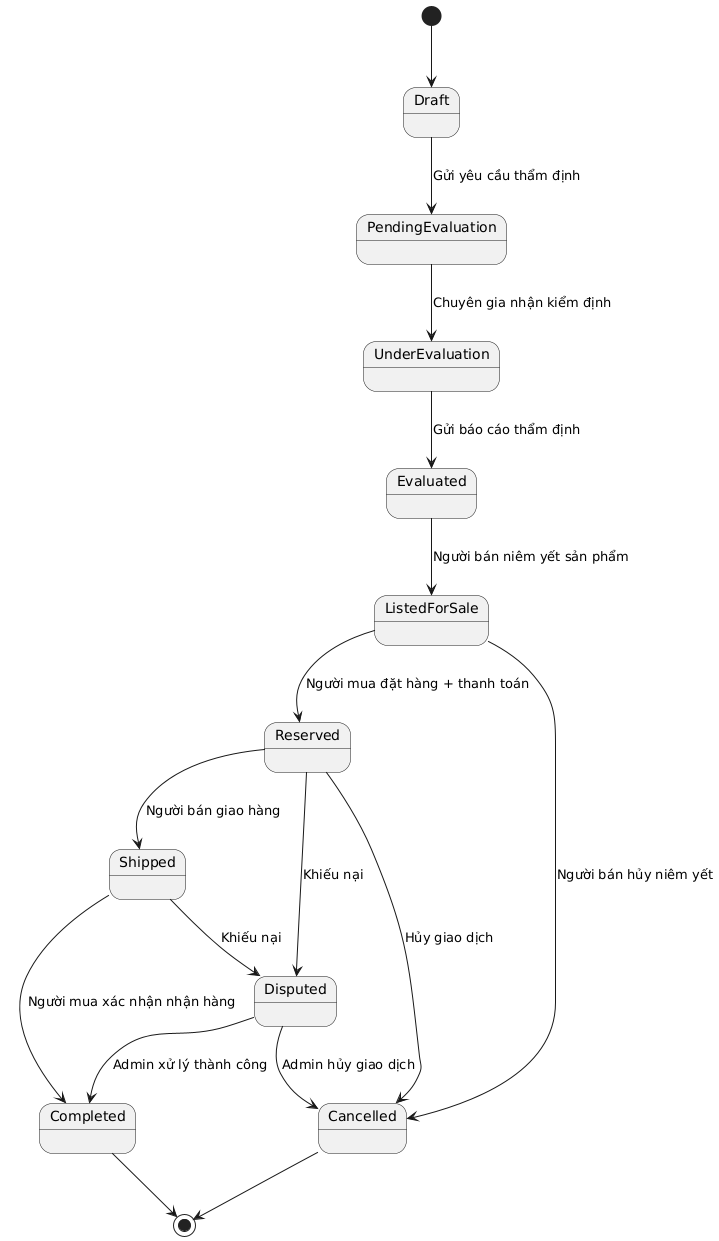 Draft
Gửi yêu cầu thẩm định
PendingEvaluation
Chuyên gia nhận kiểm định
UnderEvaluation
Gửi báo cáo thẩm định
Evaluated
Người bán niêm yết sản phẩm
ListedForSale
Người mua đặt hàng + thanh toán
Reserved
Người bán giao hàng
Shipped
Khiếu nại
Người bán hủy niêm yết
Khiếu nại
Hủy giao dịch
Disputed
Người mua xác nhận nhận hàng
Admin xử lý thành công
Admin hủy giao dịch
Completed
Cancelled